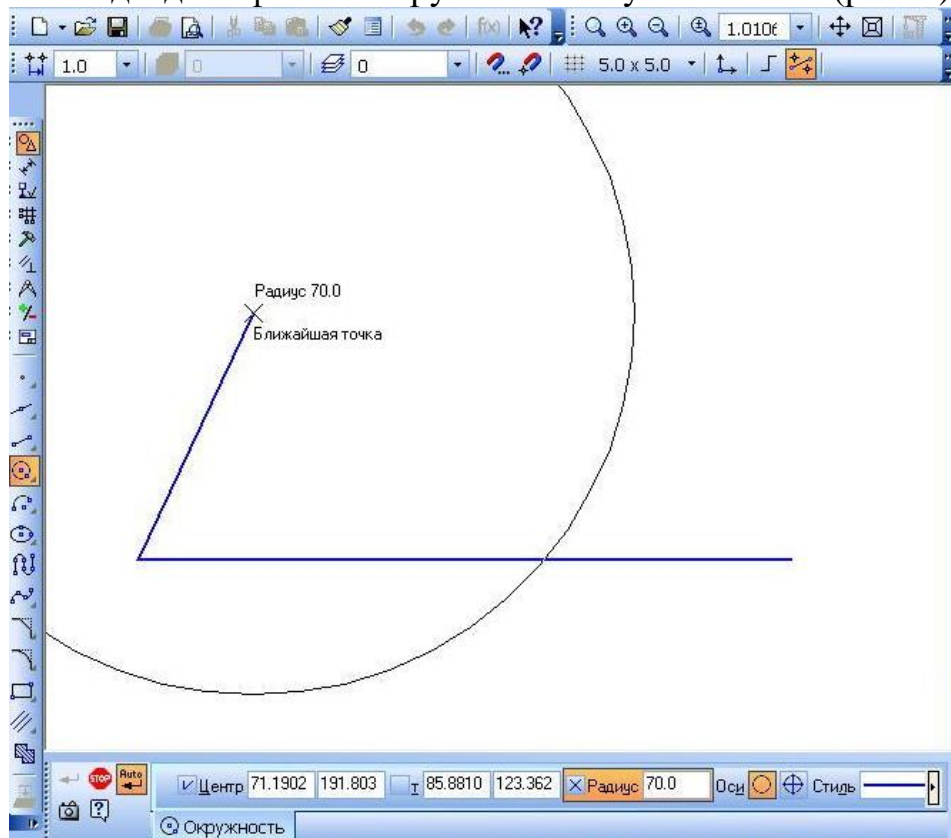 1.0106
1.0 0 0 5.0 x 5.0
Радиус 70.0
Ближайшая точка
Auto
STOP
Центр 71.1902 191.803 т 85.8810 123.362 Радиус 70.0 Оси Стиль
Окружность